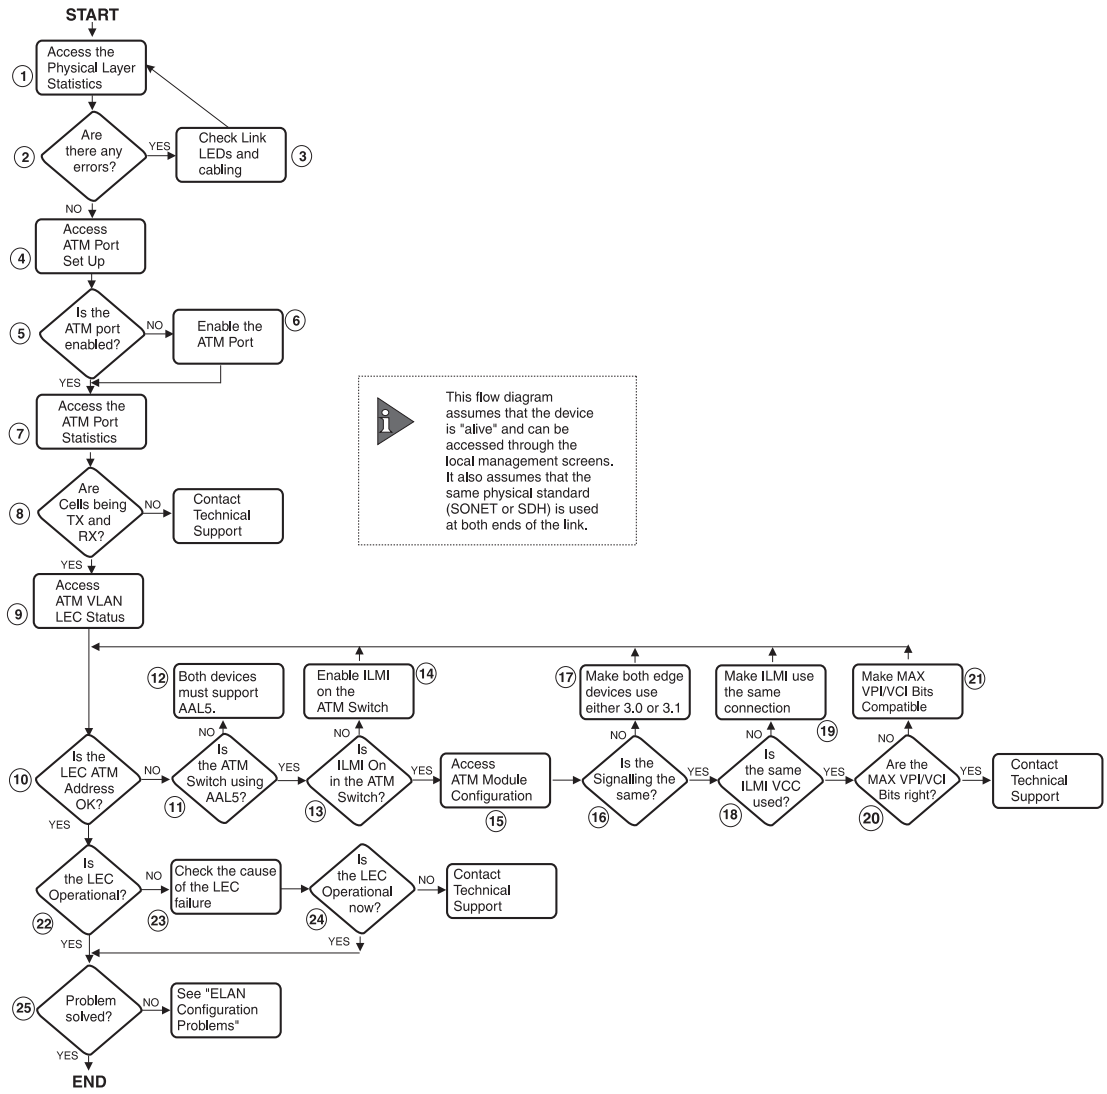 START
Access the
Physical Layer
Statistics
1
Are
there any
errors?
2
YES
Check Link
LEDs and
cabling
3
NO
Access
ATM Port
Set Up
4
Is the
ATM port
enabled?
5
NO
Enable the
ATM Port
6
YES
Access the
ATM Port
Statistics
7
Are
Cells being
TX and
RX?
8
NO
Contact
Technical
Support
YES
Access
ATM VLAN
LEC Status
9
This flow diagram
assumes that the device
is "alive" and can be
accessed through the
local management screens.
It also assumes that the
same physical standard
(SONET or SDH) is used
at both ends of the link.
12
Both devices
must support
AAL5.
Enable ILMI
on the
ATM Switch
14
17
Make both edge
devices use
either 3.0 or 3.1
Make ILMI use
the same
connection
19
Make MAX
VPI/VCI Bits
Compatible
21
10
Is the
LEC ATM
Address
OK?
NO
NO
Is
the ATM
Switch using
AAL5?
11
YES
NO
Is
ILMI On
in the ATM
Switch?
13
YES
Access
ATM Module
Configuration
15
NO
Is the
Signalling the
same?
16
YES
NO
Is
the same
ILMI VCC
used?
18
YES
NO
Are the
MAX VPI/VCI
Bits right?
20
YES
Contact
Technical
Support
YES
Is
the LEC
Operational?
22
NO
Check the cause
of the LEC
failure
23
Is
the LEC
Operational
now?
24
NO
Contact
Technical
Support
YES
YES
25
Problem
solved?
NO
See "ELAN
Configuration
Problems"
YES
END